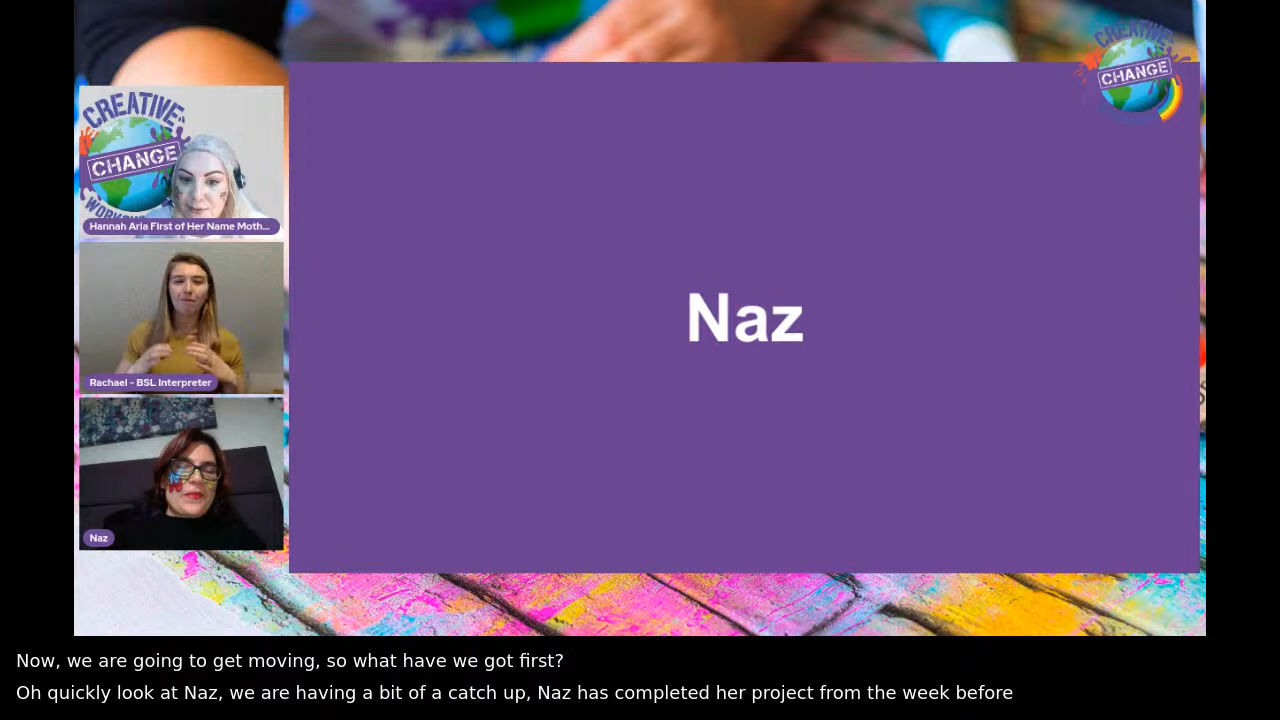 CREATIVE
CHANGE
CREATIVE
CHANGE
Hannah Aria First of Her Name Moth...
Naz
Rachael - BSL Interpreter
Naz
Now, we are going to get moving, so what have we got first?
Oh quickly look at Naz, we are having a bit of a catch up, Naz has completed her project from the week before